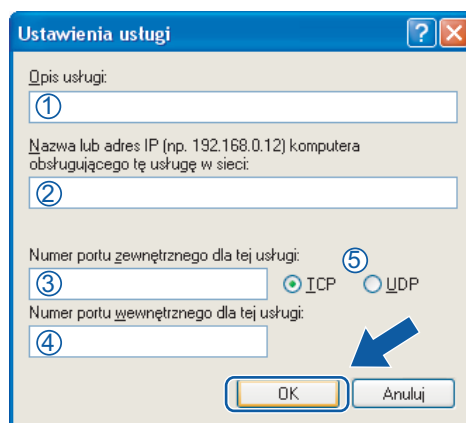 Ustawienia usługi
Opis usługi:
①
Nazwa lub adres IP (np. 192.168.0.12) komputera
obsługującego tę usługę w sieci:
②
Numer portu zewnętrznego dla tej usługi:
⑤
③
TCP
UDP
Numer portu wewnętrznego dla tej usługi:
④
OK
Anuluj